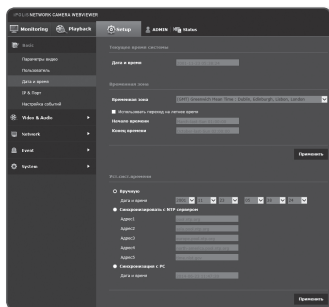 iPOLIS NETWORK CAMERA WEBVIEWER
Monitoring
Playback
Setup
ADMIN
Status
Basic
Параметры видео
Пользователь
Дата и время
IP & Порт
Настройка событий
Video & Audio
Network
Event
System
Текущее время системы
Дата и время
Временная зона
Временная зона
(GMT) Greenwich Mean Time : Dublin, Edinburgh, Lisbon, London
Использовать переход на летнее время
Начало времени
Конец времени
Применить
Уст сист.времени
Вручную
Дата и время
Синхронизировать с NTP сервером
Адрес1
Адрес2
Адрес3
Адрес4
Адрес5
Синхронизация с PC
Дата и время
Применить